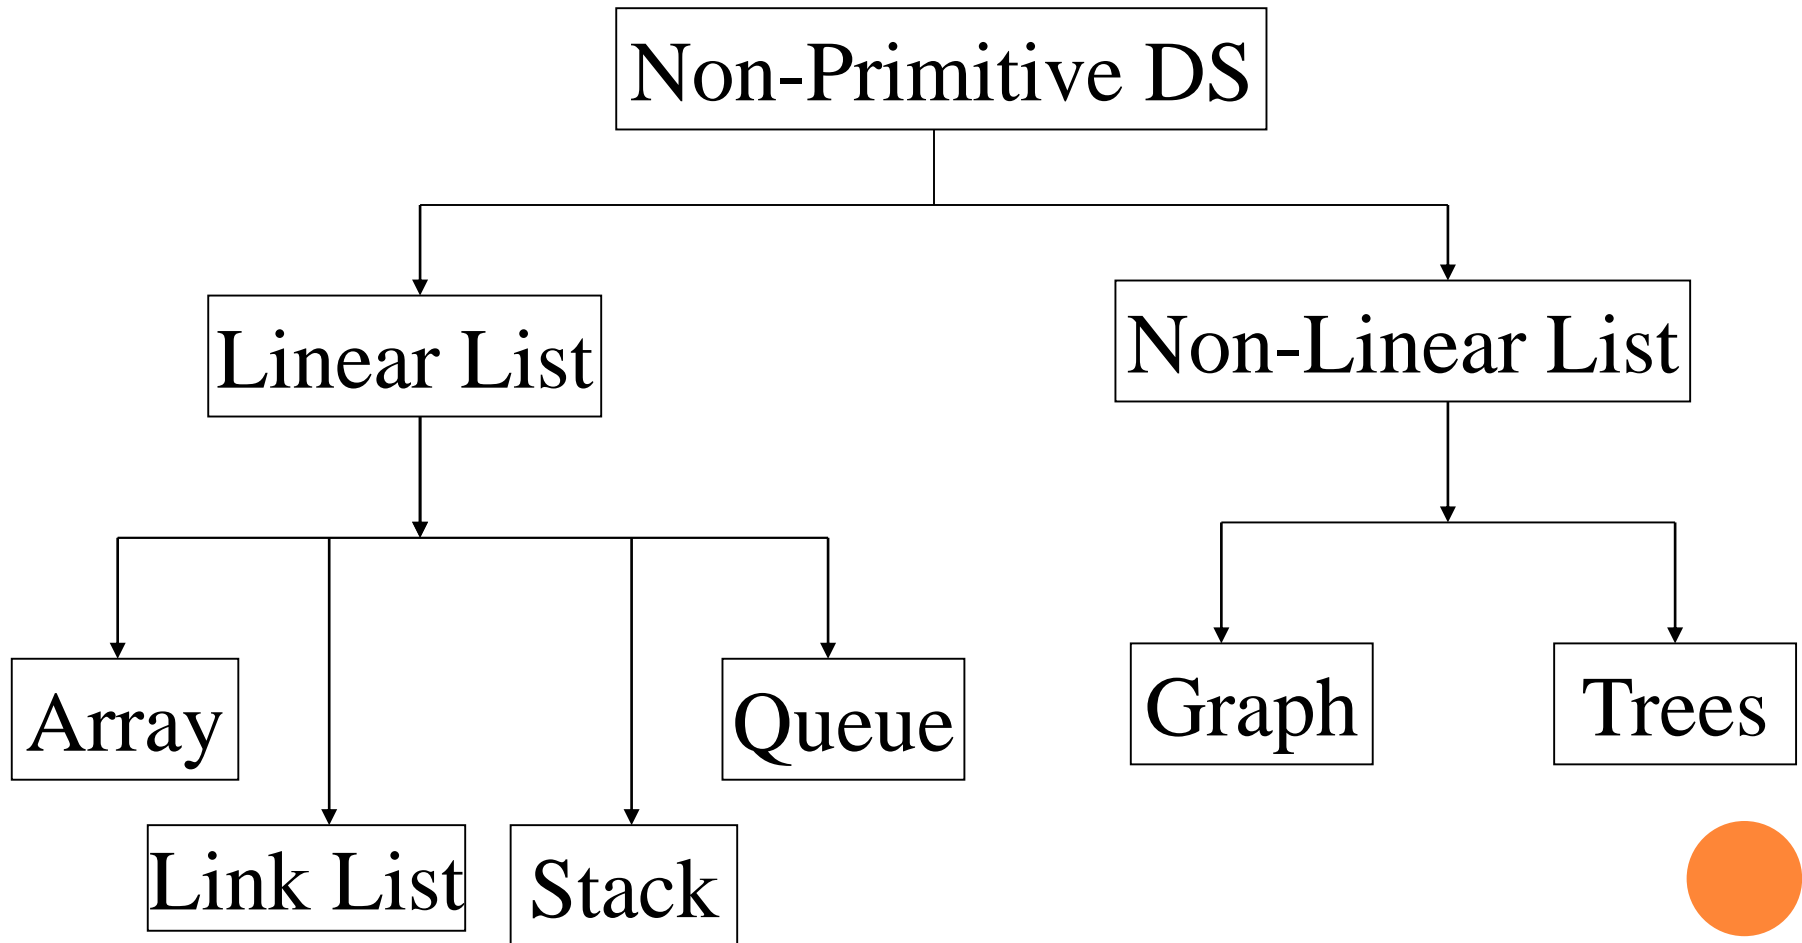 Non-Primitive DS
Linear List
Non-Linear List
Array
Queue
Graph
Trees
Link List
Stack